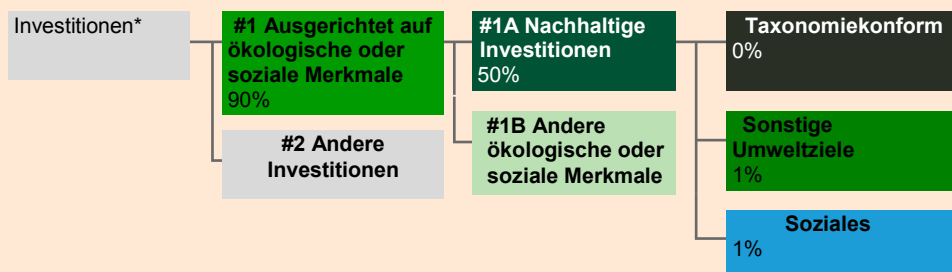 Investitionen*
#1 Ausgerichtet auf
ökologische oder
soziale Merkmale
90%
#2 Andere
Investitionen
#1A Nachhaltige
Investitionen
50%
#1B Andere
ökologische oder
soziale Merkmale
Taxonomiekonform
0%
Sonstige
Umweltziele
1%
Soziales
1%